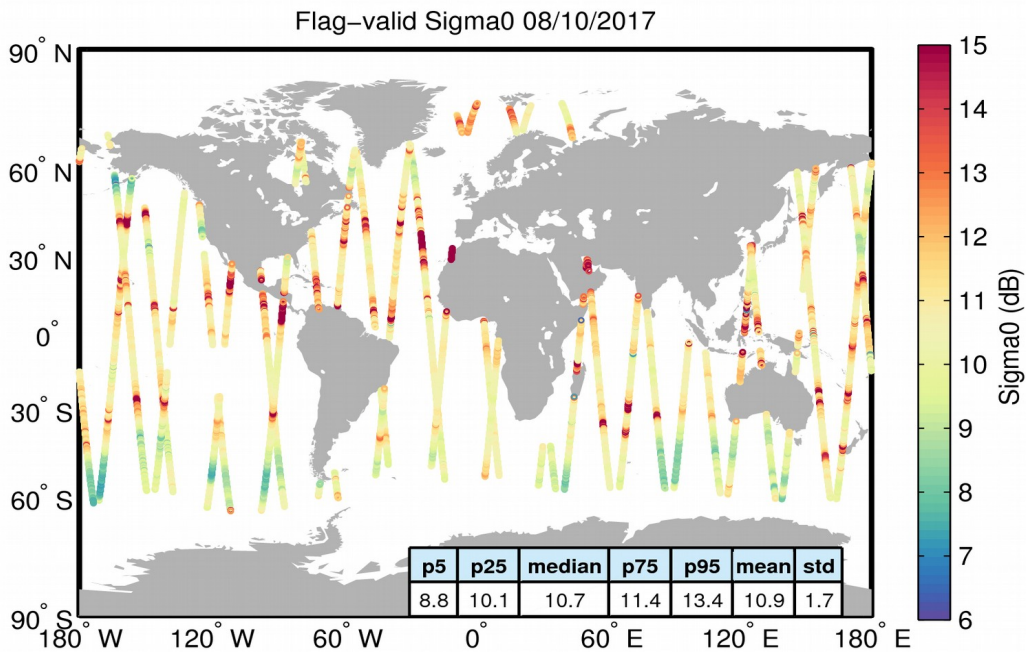 Flag−valid Sigma0 08/10/2017
90° N
60° N
30° N
0°
30° S
60° S
90° S
180° W 120° W 60° W 0° 60° E 120° E 180° E
p5 p25 median p75 p95 mean std
8.8 10.1 10.7 11.4 13.4 10.9 1.7
15
14
13
12
11
10
9
8
7
6
Sigma0 (dB)